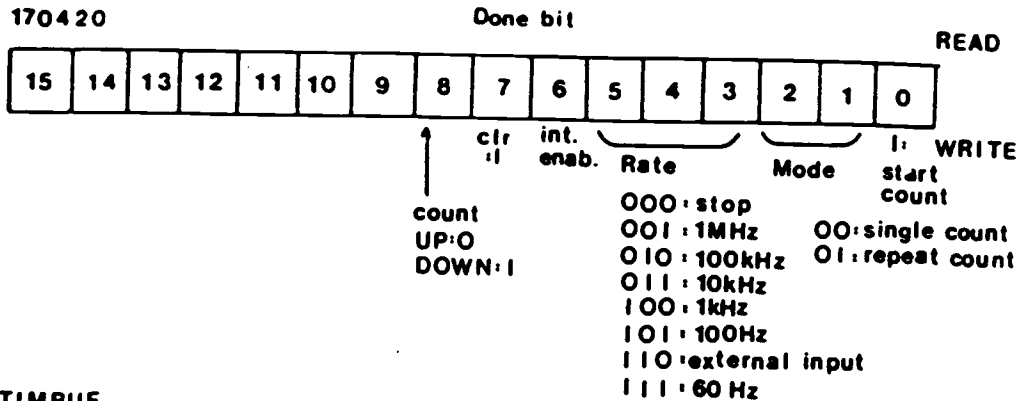 170420 Done bit READ
15 14 13 12 11 10 9 8 7 6 5 4 3 2 1 0
clr :1 int. enab. Rate Mode 1: start count WRITE
count
UP:0
DOWN:1
000:stop
001:1MHz 00:single count
010:100kHz 01:repeat count
011:10kHz
100:1kHz
101:100Hz
110:external input
111:60 Hz